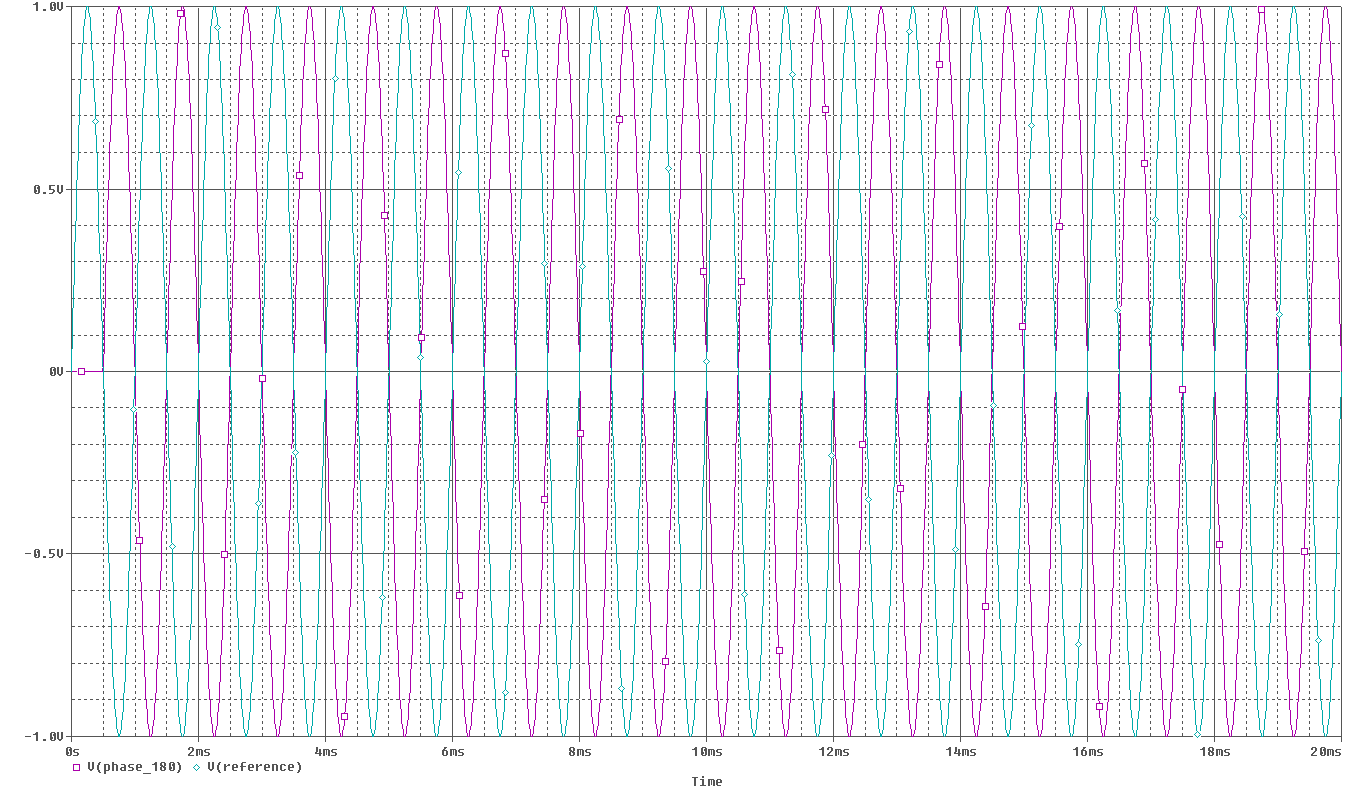 1.0V
0.5V
0V
-0.5V
-1.0V
0s 2ms 4ms 6ms 8ms 10ms 12ms 14ms 16ms 18ms 20ms
V(phase_180) V(reference)
Time